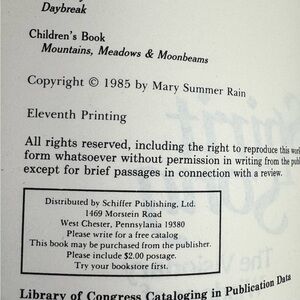 Daybreak
Children's Book
Mountains, Meadows & Moonbeams
Copyright © 1985 by Mary Summer Rain
Eleventh Printing
All rights reserved, including the right to reproduce this work
form whatsoever without permission in writing from the publ
except for brief passages in connection with a review.
Distributed by Schiffer Publishing, Ltd.
1469 Morstein Road
West Chester, Pennsylania 19380
Please write for a free catalog
This book may be purchased from the publisher.
Please include $2.00 postage.
Try your bookstore first.
Library of Congress Cataloging in Publication Data